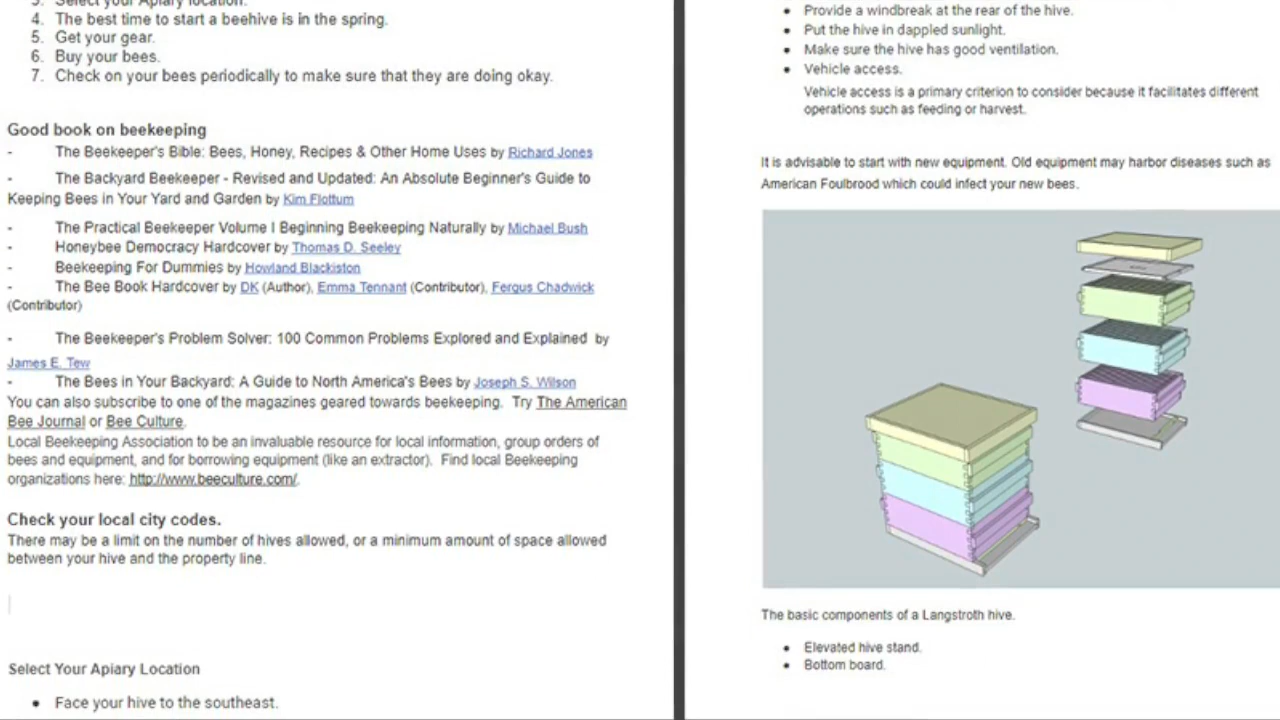 3. Select your Apiary location.
4. The best time to start a beehive is in the spring.
5. Get your gear.
6. Buy your bees.
7. Check on your bees periodically to make sure that they are doing okay.
Good book on beekeeping
- The Beekeeper's Bible: Bees, Honey, Recipes & Other Home Uses by Richard Jones
- The Backyard Beekeeper - Revised and Updated: An Absolute Beginner's Guide to
Keeping Bees in Your Yard and Garden by Kim Flottum
- The Practical Beekeeper Volume I Beginning Beekeeping Naturally by Michael Bush
- Honeybee Democracy Hardcover by Thomas D. Seeley
- Beekeeping For Dummies by Howland Blackiston
- The Bee Book Hardcover by DK (Author), Emma Tennant (Contributor), Fergus Chadwick
(Contributor)
- The Beekeeper's Problem Solver: 100 Common Problems Explored and Explained by
James E. Tew
- The Bees in Your Backyard: A Guide to North America's Bees by Joseph S. Wilson
You can also subscribe to one of the magazines geared towards beekeeping. Try The American
Bee Journal or Bee Culture.
Local Beekeeping Association to be an invaluable resource for local information, group orders of
bees and equipment, and for borrowing equipment (like an extractor). Find local Beekeeping
organizations here: http://www.beeculture.com/.
Check your local city codes.
There may be a limit on the number of hives allowed, or a minimum amount of space allowed
between your hive and the property line.
Select Your Apiary Location
• Face your hive to the southeast.
• Provide a windbreak at the rear of the hive.
• Put the hive in dappled sunlight.
• Make sure the hive has good ventilation.
• Vehicle access.
Vehicle access is a primary criterion to consider because it facilitates different
operations such as feeding or harvest.
It is advisable to start with new equipment. Old equipment may harbor diseases such as
American Foulbrood which could infect your new bees.
The basic components of a Langstroth hive.
• Elevated hive stand.
• Bottom board.